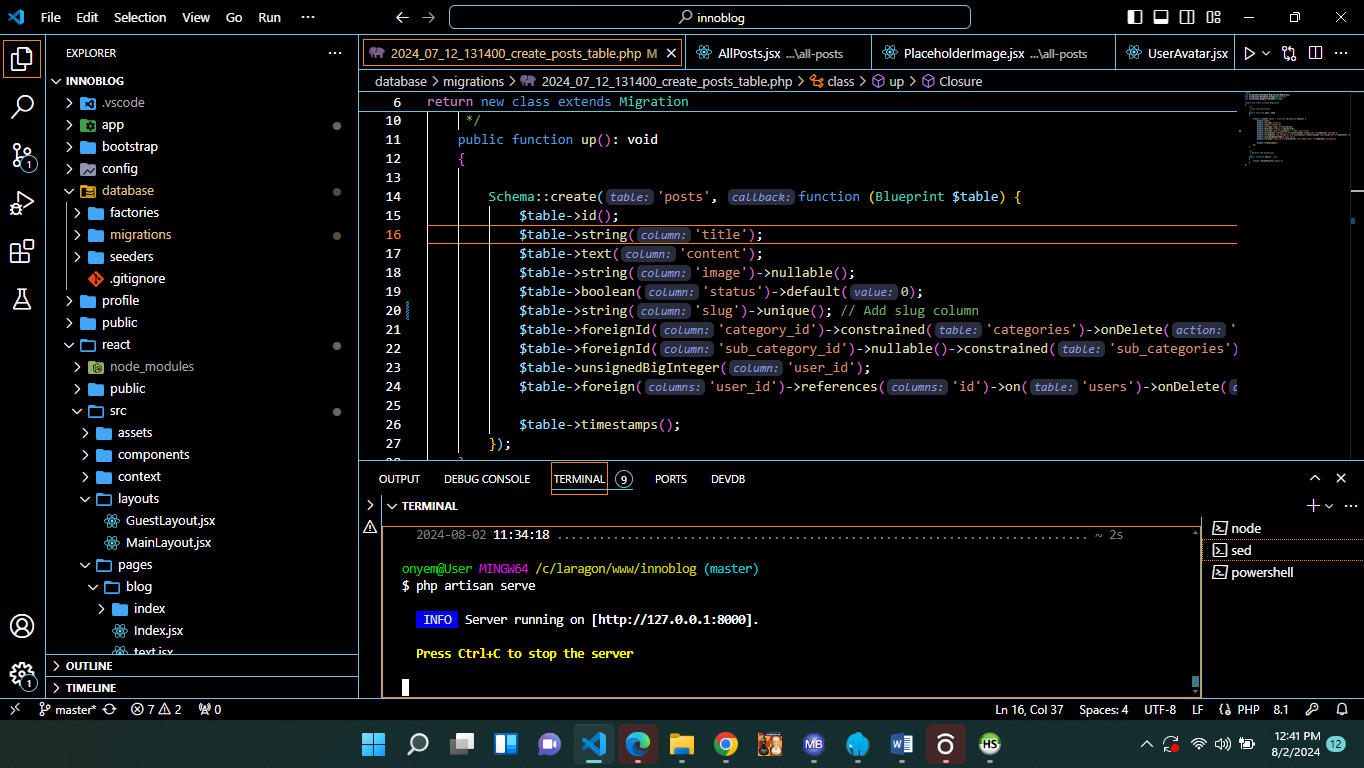 File Edit Selection View Go Run ··· innoblog
EXPLORER ···
INNOBLOG
.vscode
app
bootstrap
config
database
factories
migrations
seeders
.gitignore
profile
public
react
node_modules
public
src
assets
components
context
layouts
GuestLayout.jsx
MainLayout.jsx
pages
blog
index
Index.jsx
text.jsx
OUTLINE
TIMELINE
2024_07_12_131400_create_posts_table.php M AllPosts.jsx ...\all-posts PlaceholderImage.jsx ...\all-posts UserAvatar.jsx
database > migrations > 2024_07_12_131400_create_posts_table.php > class > up > Closure
6 return new class extends Migration
10 */
11 public function up(): void
12 {
13
14 Schema::create(table: 'posts', callback: function (Blueprint $table) {
15 $table->id();
16 $table->string(column: 'title');
17 $table->text(column: 'content');
18 $table->string(column: 'image')->nullable();
19 $table->boolean(column: 'status')->default(value: 0);
20 $table->string(column: 'slug')->unique(); // Add slug column
21 $table->foreignId(column: 'category_id')->constrained(table: 'categories')->onDelete(action: '
22 $table->foreignId(column: 'sub_category_id')->nullable()->constrained(table: 'sub_categories')
23 $table->unsignedBigInteger(column: 'user_id');
24 $table->foreign(columns: 'user_id')->references(columns: 'id')->on(table: 'users')->onDelete(
25
26 $table->timestamps();
27 });
OUTPUT DEBUG CONSOLE TERMINAL 9 PORTS DEVDB
TERMINAL
2024-08-02 11:34:18 ........................................................................... ~ 2s
onyem@User MINGW64 /c/laragon/www/innoblog (master)
$ php artisan serve
INFO Server running on [http://127.0.0.1:8000].
Press Ctrl+C to stop the server
node
sed
powershell
master* 7 2 0 Ln 16, Col 37 Spaces: 4 UTF-8 LF PHP 8.1
MB W HS 12:41 PM
8/2/2024 12